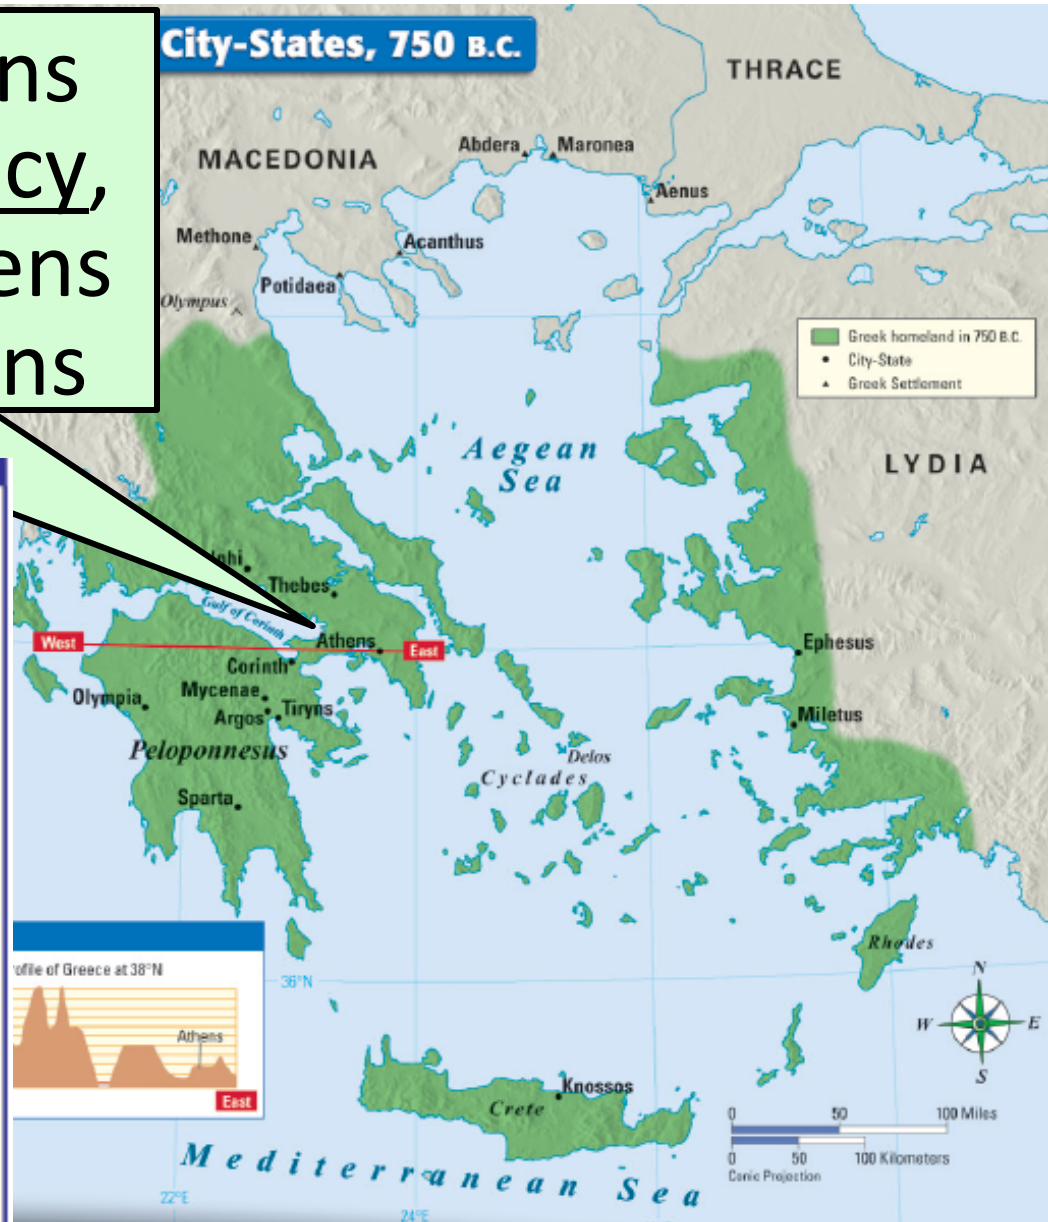 ns
cy,
ens
ns
City-States, 750 B.C.
THRACE
MACEDONIA
Abdera
Maronea
Aenus
Methone
Acanthus
Potidaea
Olympus
Greek homeland in 750 B.C.
City-State
Greek Settlement
Aegean
Sea
LYDIA
lphi
Thebes
Gulf of Corinth
West
Athens
East
Ephesus
Corinth
Olympia
Mycenae
Argos
Tiryns
Miletus
Peloponnesus
Delos
Cyclades
Sparta
Rhodes
rofile of Greece at 38°N
36°N
Athens
East
N
W
E
S
Knossos
Crete
0 50 100 Miles
0 50 100 Kilometers
Conic Projection
Mediterranean Sea
22°E
24°E